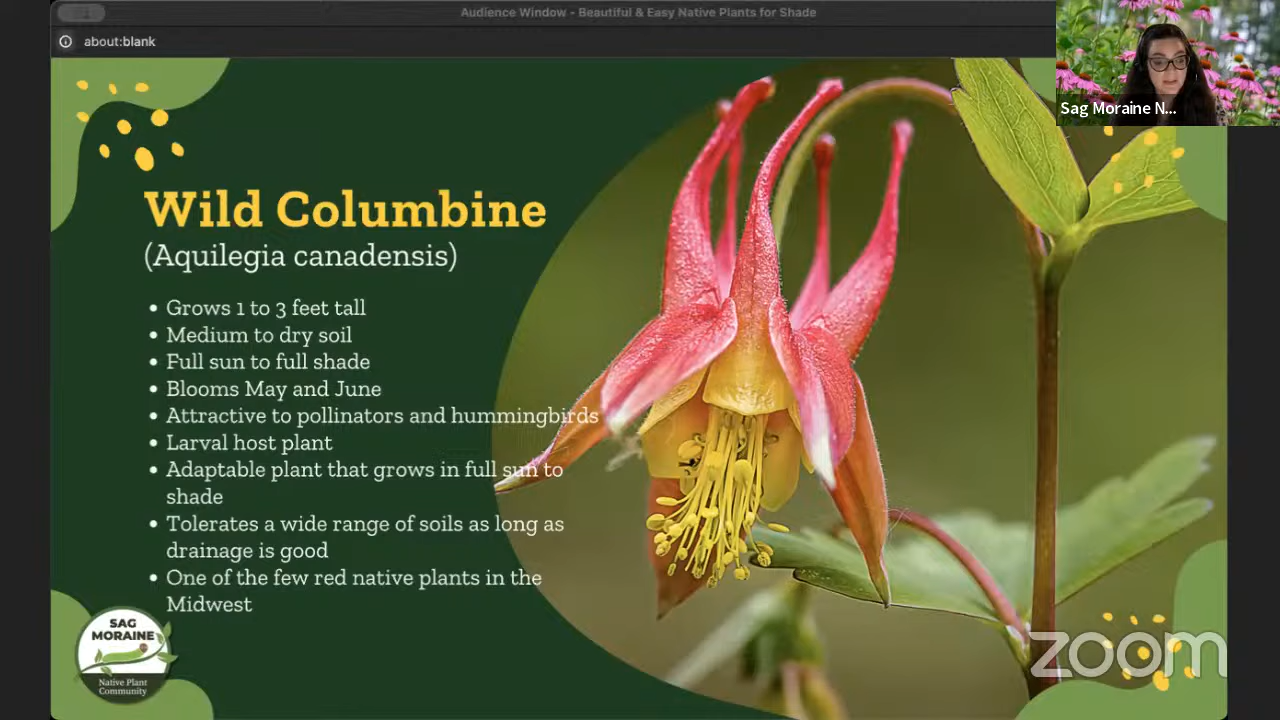 Audience Window - Beautiful & Easy Native Plants for Shade
about:blank
Sag Moraine N...
Wild Columbine
(Aquilegia canadensis)
• Grows 1 to 3 feet tall
• Medium to dry soil
• Full sun to full shade
• Blooms May and June
• Attractive to pollinators and hummingbirds
• Larval host plant
• Adaptable plant that grows in full sun to
shade
• Tolerates a wide range of soils as long as
drainage is good
• One of the few red native plants in the
Midwest
SAG
MORAINE
Native Plant
Community
zoom